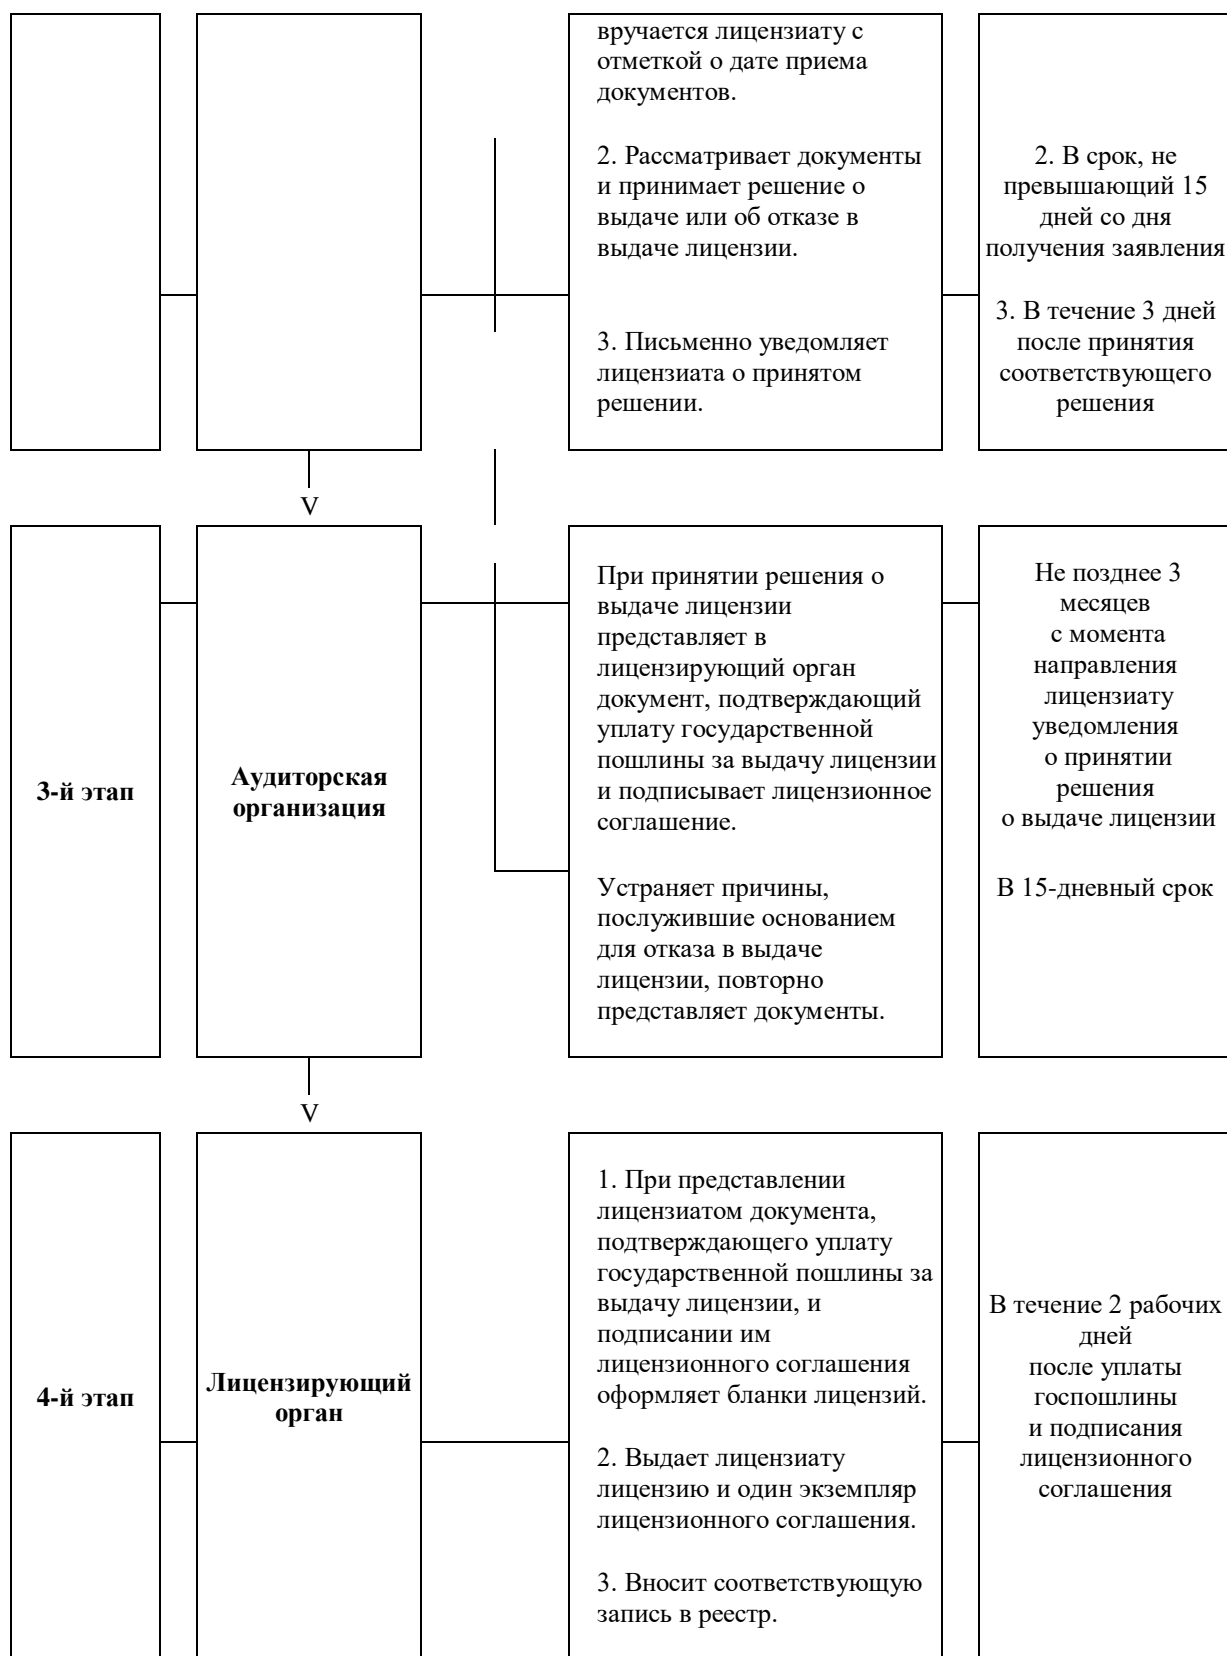 вручается лицензиату с
отметкой о дате приема
документов.
2. Рассматривает документы
и принимает решение о
выдаче или об отказе в
выдаче лицензии.
3. Письменно уведомляет
лицензиата о принятом
решении.
2. В срок, не
превышающий 15
дней со дня
получения заявления
3. В течение 3 дней
после принятия
соответствующего
решения
V
3-й этап
Аудиторская
организация
При принятии решения о
выдаче лицензии
представляет в
лицензирующий орган
документ, подтверждающий
уплату государственной
пошлины за выдачу лицензии
и подписывает лицензионное
соглашение.
Устраняет причины,
послужившие основанием
для отказа в выдаче
лицензии, повторно
представляет документы.
Не позднее 3
месяцев
с момента
направления
лицензиату
уведомления
о принятии
решения
о выдаче лицензии
В 15-дневный срок
V
4-й этап
Лицензирующий
орган
1. При представлении
лицензиатом документа,
подтверждающего уплату
государственной пошлины за
выдачу лицензии, и
подписании им
лицензионного соглашения
оформляет бланки лицензий.
2. Выдает лицензиату
лицензию и один экземпляр
лицензионного соглашения.
3. Вносит соответствующую
запись в реестр.
В течение 2 рабочих
дней
после уплаты
госпошлины
и подписания
лицензионного
соглашения